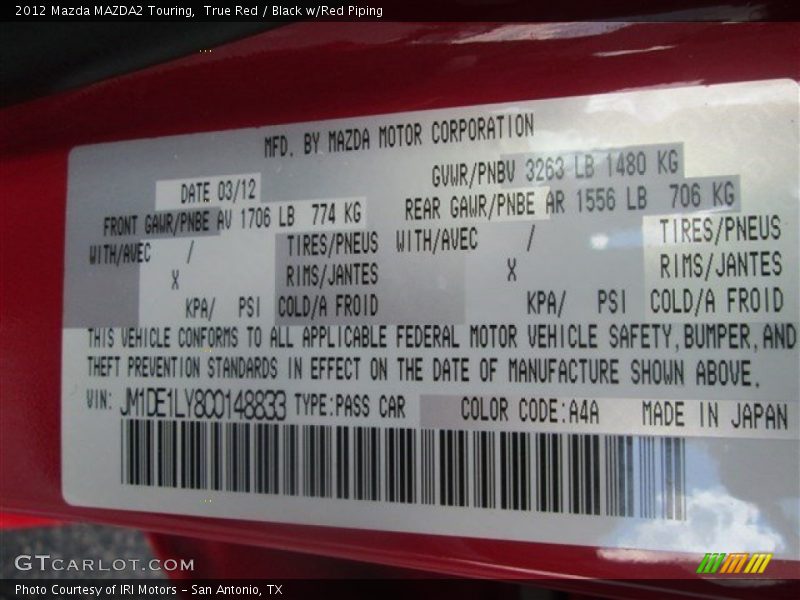 2012 Mazda MAZDA2 Touring,  True Red / Black w/Red Piping
MFD. BY MAZDA MOTOR CORPORATION
GVWR/PNBV 3263 LB 1480 KG
DATE 03/12
FRONT GAWR/PNBE AV 1706 LB 774 KG
REAR GAWR/PNBE AR 1556 LB 706 KG
WITH/AVEC / TIRES/PNEUS WITH/AVEC / TIRES/PNEUS
X RIMS/JANTES X RIMS/JANTES
KPA/ PSI COLD/A FROID KPA/ PSI COLD/A FROID
THIS VEHICLE CONFORMS TO ALL APPLICABLE FEDERAL MOTOR VEHICLE SAFETY, BUMPER, AND
THEFT PREVENTION STANDARDS IN EFFECT ON THE DATE OF MANUFACTURE SHOWN ABOVE.
VIN: JM1DE1LY8C0148833 TYPE:PASS CAR COLOR CODE:A4A MADE IN JAPAN
GTCARLOT.COM
Photo Courtesy of IRI Motors - San Antonio, TX